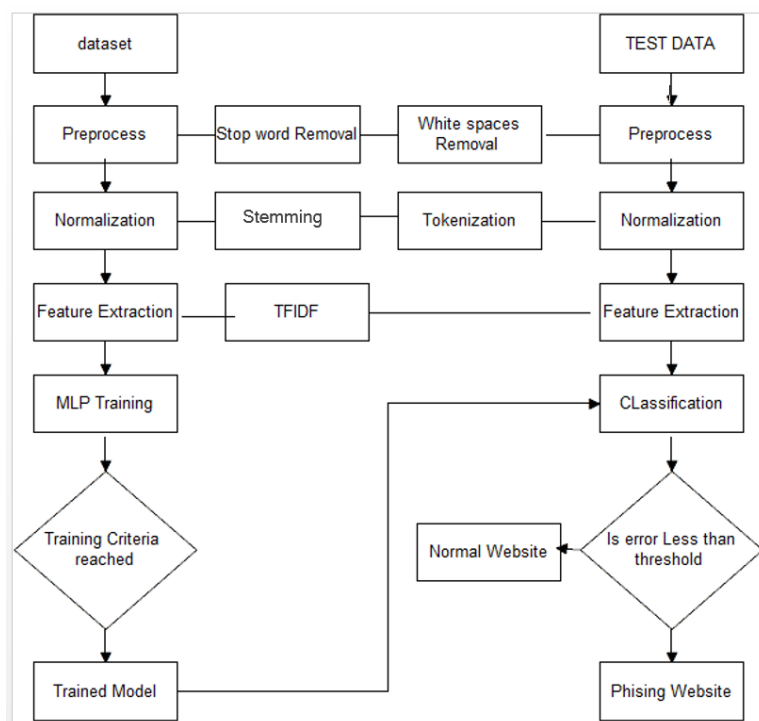 dataset
TEST DATA
Preprocess
Stop word Removal
White spaces
Removal
Preprocess
Normalization
Stemming
Tokenization
Normalization
Feature Extraction
TFIDF
Feature Extraction
MLP Training
CLassification
Training Criteria
reached
Normal Website
Is error Less than
threshold
Trained Model
Phising Website